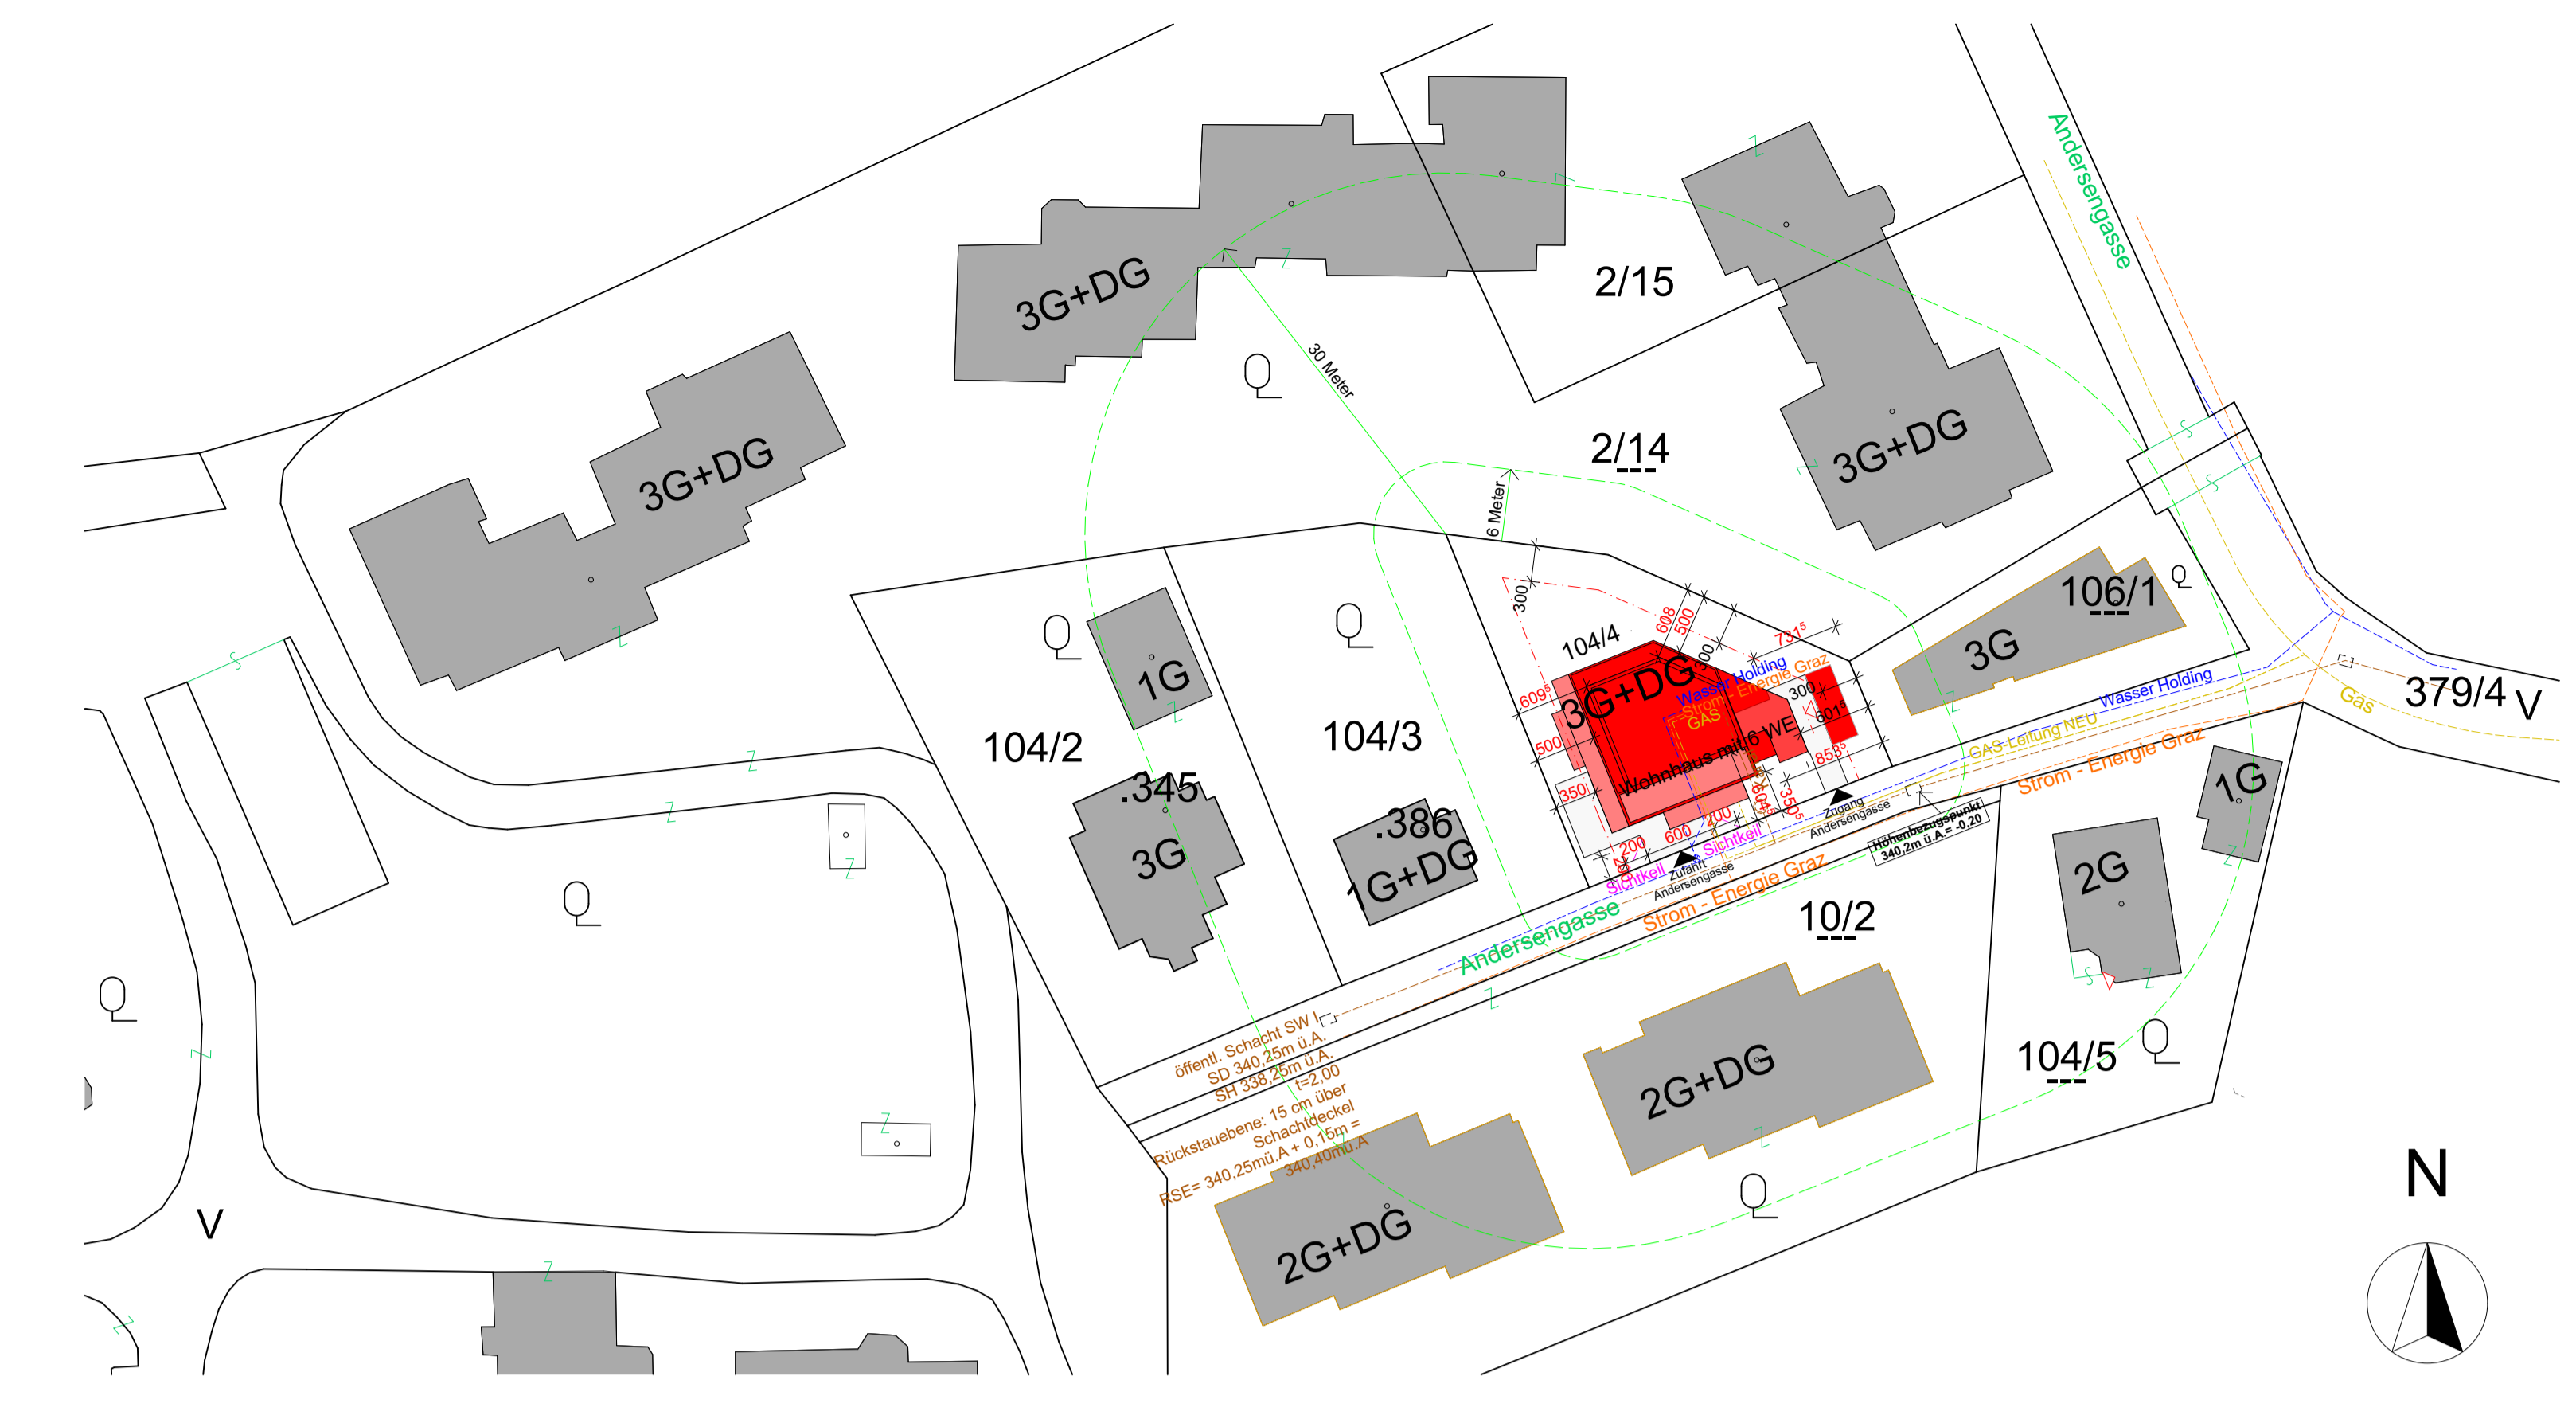 Andersengasse
2/15
3G+DG
30 Meter
2/14
3G+DG
3G+DG
6 Meter
300
106/1
3G
608
500
300
731⁵
104/4
3G+DG
Wasser Holding
Strom - Energie Graz
GAS
609⁵
300
601⁵
Wasser Holding
379/4
V
Gas
1G
104/2
104/3
500
Wohnhaus mit 6 WE
853⁵
GAS-Leitung NEU
Strom - Energie Graz
.345
3G
350
350⁵
1G
.386
1G+DG
200
600
200
Sichtkeil
Sichtkeil
Zugang
Andersengasse
Zufahrt
Andersengasse
Höhenbezugspunkt
340,2m ü.A.= -0,20
2G
Strom - Energie Graz
Andersengasse
10/2
öffentl. Schacht SW I
SD 340,25m ü.A.
SH 338,25m ü.A.
t=2,00
Rückstauebene: 15 cm über
Schachtdeckel
RSE= 340,25mü.A + 0,15m =
340,40mü.A
2G+DG
104/5
2G+DG
V
N